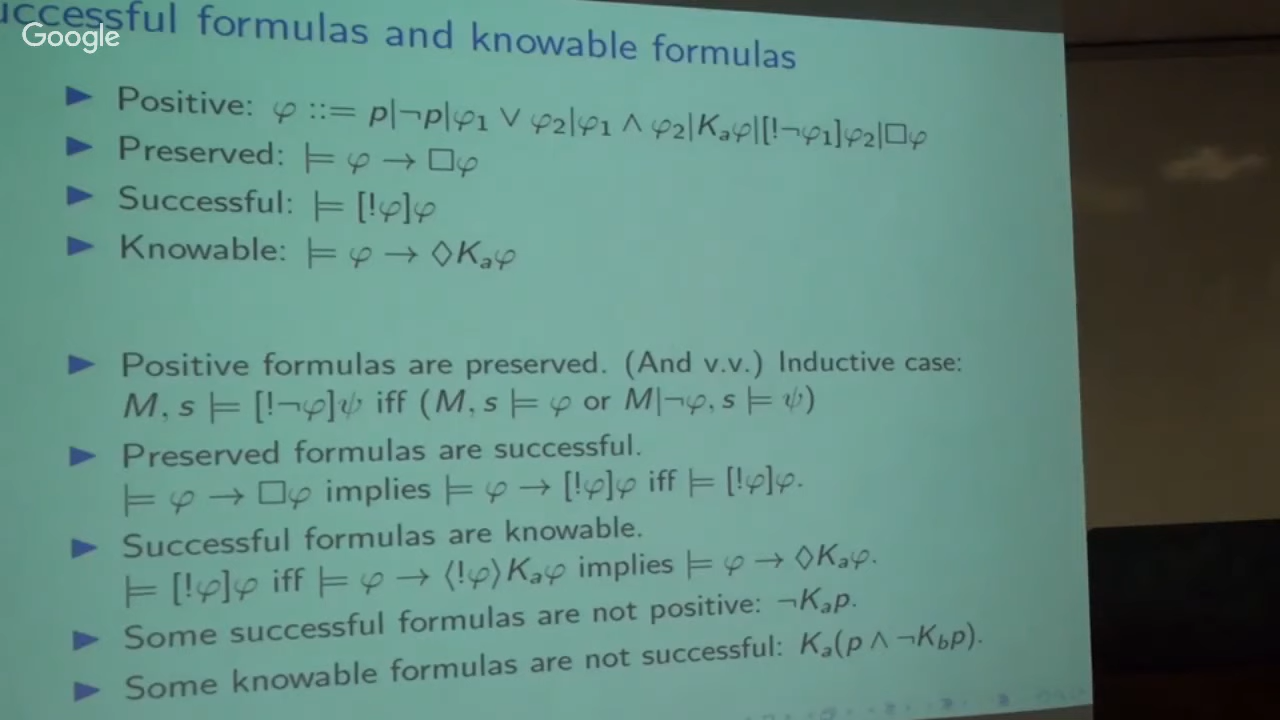 uccessful formulas and knowable formulas
Google
▶ Positive: φ ::= p|¬p|φ₁ ∨ φ₂|φ₁ ∧ φ₂|Kₐφ|[!¬φ₁]φ₂|□φ
▶ Preserved: ⊨ φ → □φ
▶ Successful: ⊨ [!φ]φ
▶ Knowable: ⊨ φ → ◇Kₐφ
▶ Positive formulas are preserved. (And v.v.) Inductive case:
M, s ⊨ [!¬φ]ψ iff (M, s ⊨ φ or M|¬φ, s ⊨ ψ)
▶ Preserved formulas are successful.
⊨ φ → □φ implies ⊨ φ → [!φ]φ iff ⊨ [!φ]φ.
▶ Successful formulas are knowable.
⊨ [!φ]φ iff ⊨ φ → ⟨!φ⟩Kₐφ implies ⊨ φ → ◇Kₐφ.
▶ Some successful formulas are not positive: ¬Kₐp.
▶ Some knowable formulas are not successful: Kₐ(p ∧ ¬K_bp).